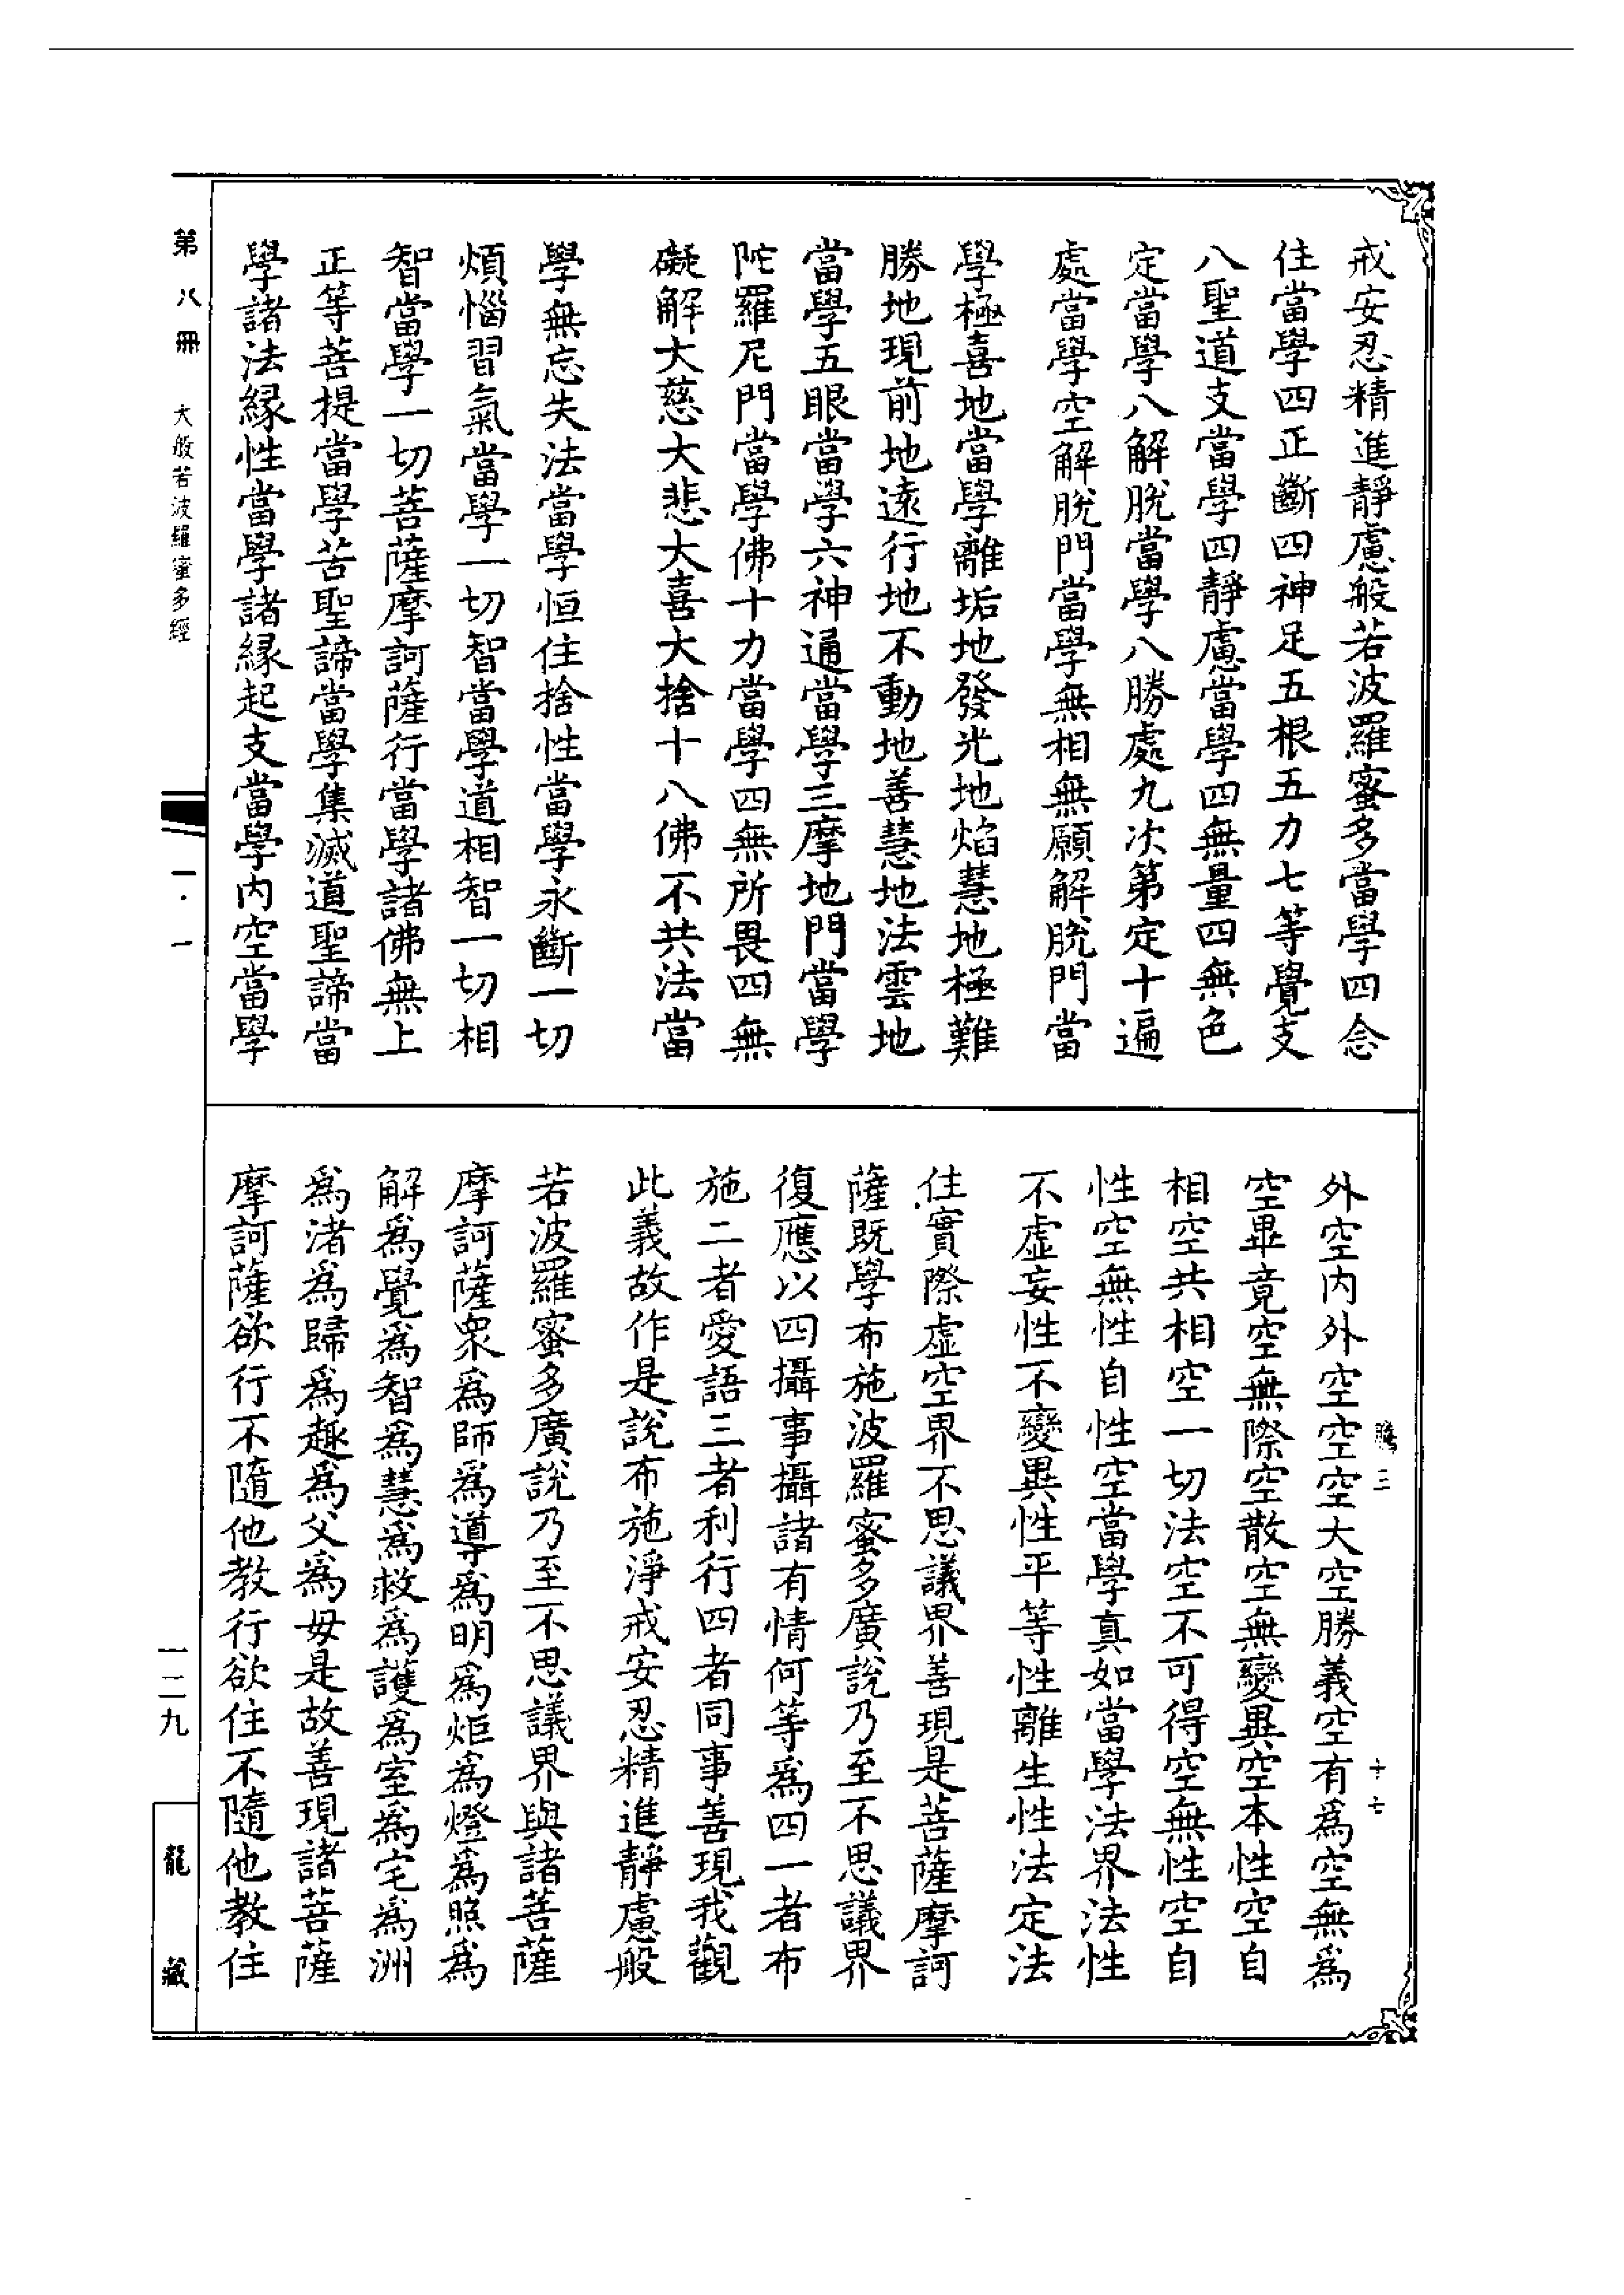 戒安忍精進靜慮般若波羅蜜多當學四念
住當學四正斷四神足五根五力七等覺支
八聖道支當學四靜慮當學四無量四無色
定當學八解脫當學八勝處九次第定十遍
處當學空解脫門當學無相無願解脫門當
學極喜地當學離垢地發光地焰慧地極難
勝地現前地遠行地不動地善慧地法雲地
當學五眼當學六神通當學三摩地門當學
陀羅尼門當學佛十力當學四無所畏四無
礙解大慈大悲大喜大捨十八佛不共法當
學無忘失法當學恒住捨性當學永斷一切
煩惱習氣當學一切智當學道相智一切相
智當學一切菩薩摩訶薩行當學諸佛無上
正等菩提當學苦聖諦當學集滅道聖諦當
學諸法緣性當學諸緣起支當學內空當學
外空內外空空空大空勝義空有為空無為
空畢竟空無際空散空無變異空本性空自
相空共相空一切法空不可得空無性空自
性空無性自性空當學真如當學法界法性
不虛妄性不變異性平等性離生性法定法
住實際虛空界不思議界善現是菩薩摩訶
薩既學布施波羅蜜多廣說乃至不思議界
復應以四攝事攝諸有情何等為四一者布
施二者愛語三者利行四者同事善現我觀
此義故作是說布施淨戒安忍精進靜慮般
若波羅蜜多廣說乃至不思議界與諸菩薩
摩訶薩眾為師為導為明為炬為燈為照為
解為覺為智為慧為救為護為室為宅為洲
為渚為歸為趣為父為母是故善現諸菩薩
摩訶薩欲行不隨他教行欲住不隨他教住
騰三
十七
第八冊 大般若波羅蜜多經
一·一
一二九
龍藏